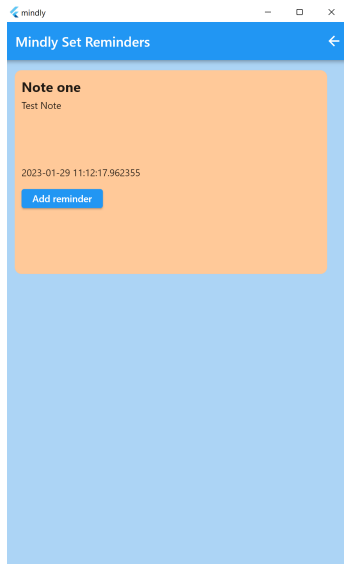 mindly
Mindly Set Reminders
Note one
Test Note
2023-01-29 11:12:17.962355
Add reminder